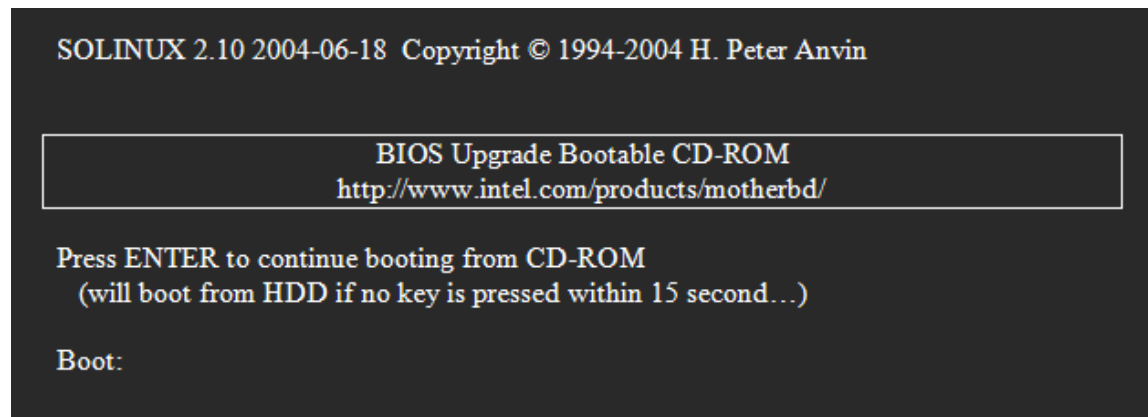 SOLINUX 2.10 2004-06-18 Copyright © 1994-2004 H. Peter Anvin
BIOS Upgrade Bootable CD-ROM
http://www.intel.com/products/motherbd/
Press ENTER to continue booting from CD-ROM
(will boot from HDD if no key is pressed within 15 second…)
Boot: